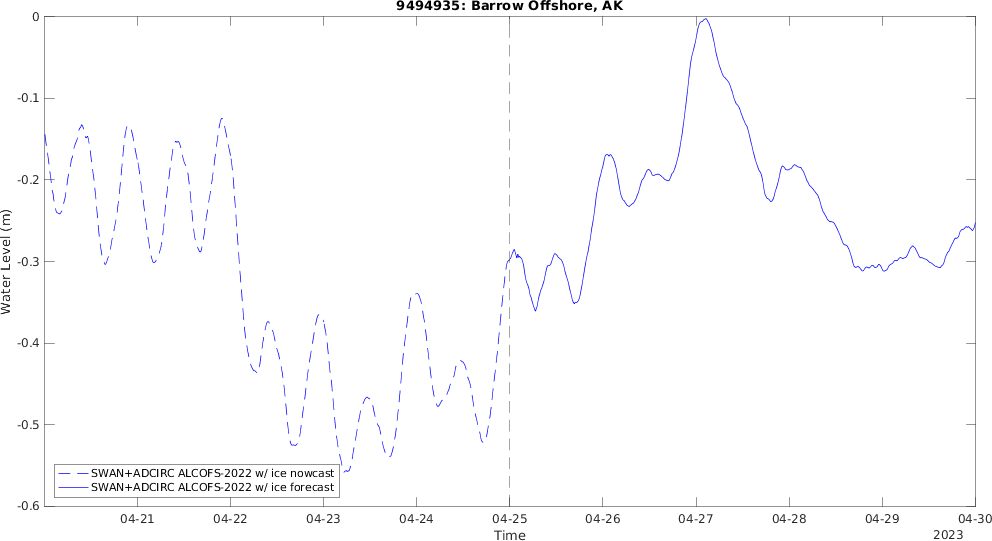 9494935: Barrow Offshore, AK
0
-0.1
-0.2
-0.3
-0.4
-0.5
-0.6
Water Level (m)
SWAN+ADCIRC ALCOFS-2022 w/ ice nowcast
SWAN+ADCIRC ALCOFS-2022 w/ ice forecast
04-21 04-22 04-23 04-24 04-25 04-26 04-27 04-28 04-29 04-30
Time
2023